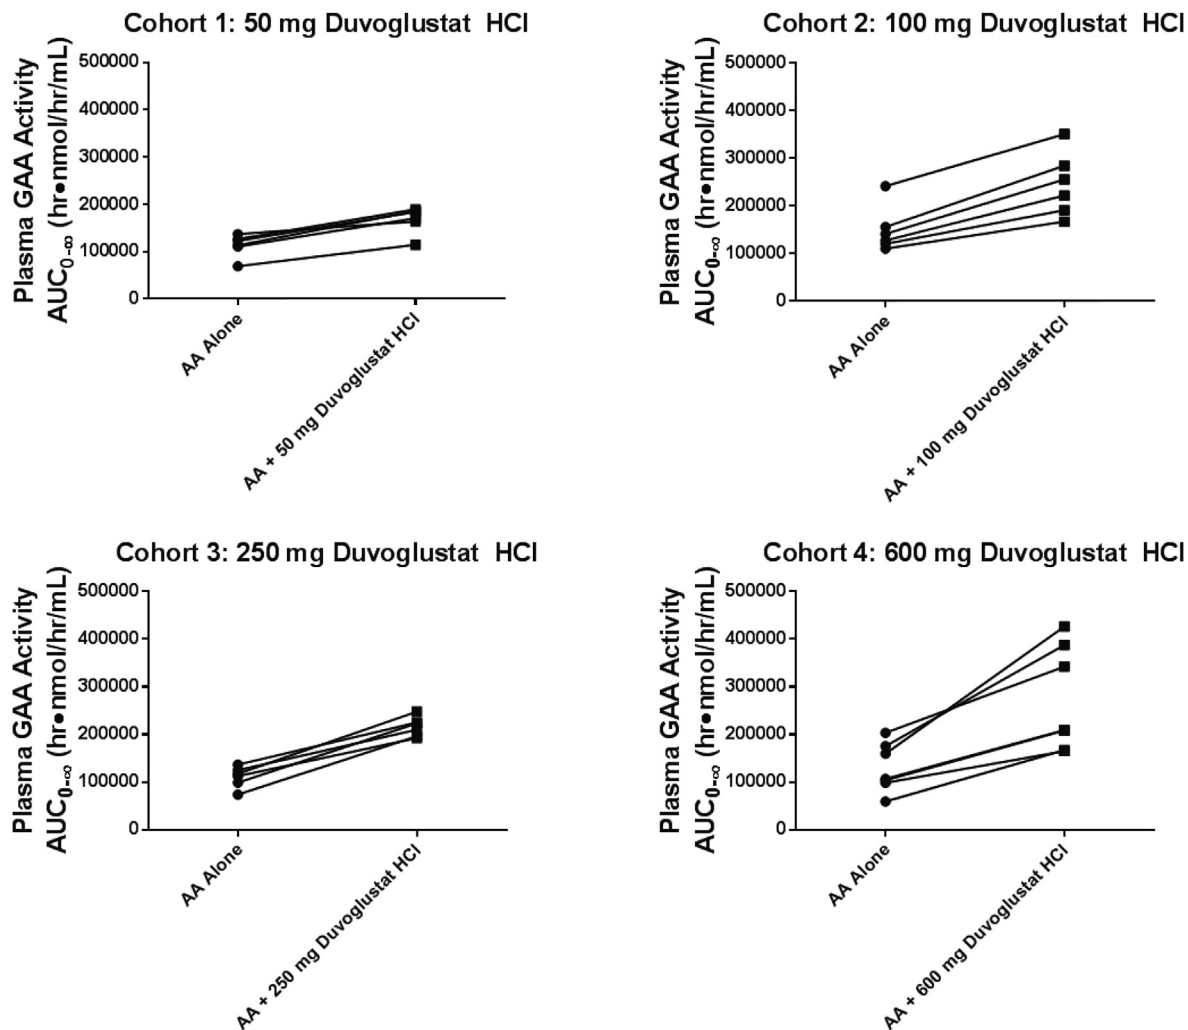 Cohort 1: 50 mg Duvoglustat HCl
Plasma GAA Activity
AUC0-∞ (hr•nmol/hr/mL)
500000
400000
300000
200000
100000
0
AA Alone
AA + 50 mg Duvoglustat HCl
Cohort 2: 100 mg Duvoglustat HCl
Plasma GAA Activity
AUC0-∞ (hr•nmol/hr/mL)
500000
400000
300000
200000
100000
0
AA Alone
AA + 100 mg Duvoglustat HCl
Cohort 3: 250 mg Duvoglustat HCl
Plasma GAA Activity
AUC0-∞ (hr•nmol/hr/mL)
500000
400000
300000
200000
100000
0
AA Alone
AA + 250 mg Duvoglustat HCl
Cohort 4: 600 mg Duvoglustat HCl
Plasma GAA Activity
AUC0-∞ (hr•nmol/hr/mL)
500000
400000
300000
200000
100000
0
AA Alone
AA + 600 mg Duvoglustat HCl